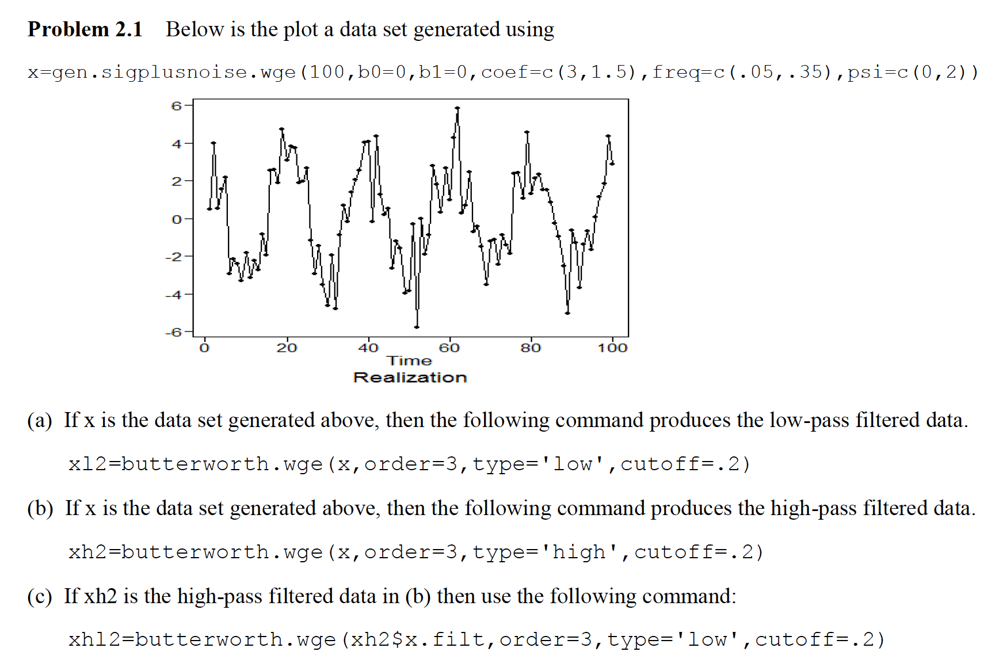 Problem 2.1 Below is the plot a data set generated using
x=gen.sigplusnoise.wge(100,b0=0,b1=0,coef=c(3,1.5),freq=c(.05,.35),psi=c(0,2))
6
4
2
0
-2
-4
-6
0 20 40 60 80 100
Time
Realization
(a) If x is the data set generated above, then the following command produces the low-pass filtered data.
xl2=butterworth.wge(x,order=3,type='low',cutoff=.2)
(b) If x is the data set generated above, then the following command produces the high-pass filtered data.
xh2=butterworth.wge(x,order=3,type='high',cutoff=.2)
(c) If xh2 is the high-pass filtered data in (b) then use the following command:
xhl2=butterworth.wge(xh2$x.filt,order=3,type='low',cutoff=.2)